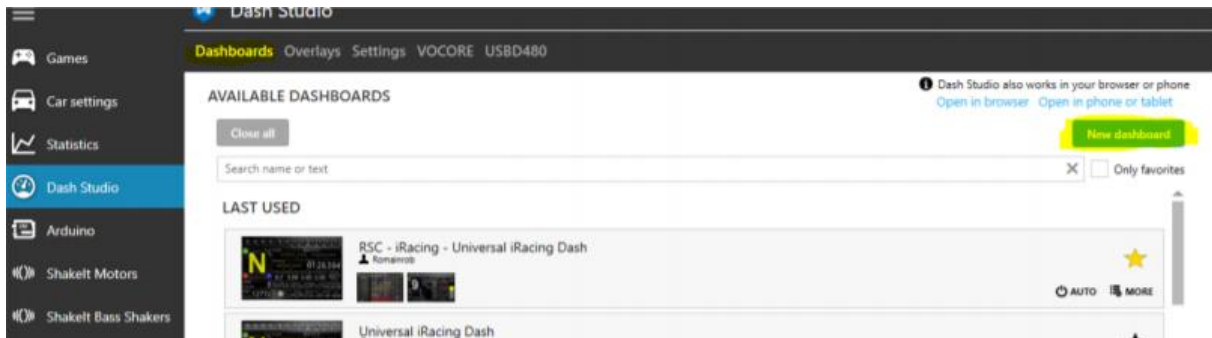 Dash Studio
Games
Car settings
Statistics
Dash Studio
Arduino
ShakeIt Motors
ShakeIt Bass Shakers
Dashboards Overlays Settings VOCORE USBD480
Dash Studio also works in your browser or phone
Open in browser Open in phone or tablet
AVAILABLE DASHBOARDS
Close all
New dashboard
Search name or text
Only favorites
LAST USED
RSC - iRacing - Universal iRacing Dash
Romainrob
N
9
AUTO MORE
Universal iRacing Dash